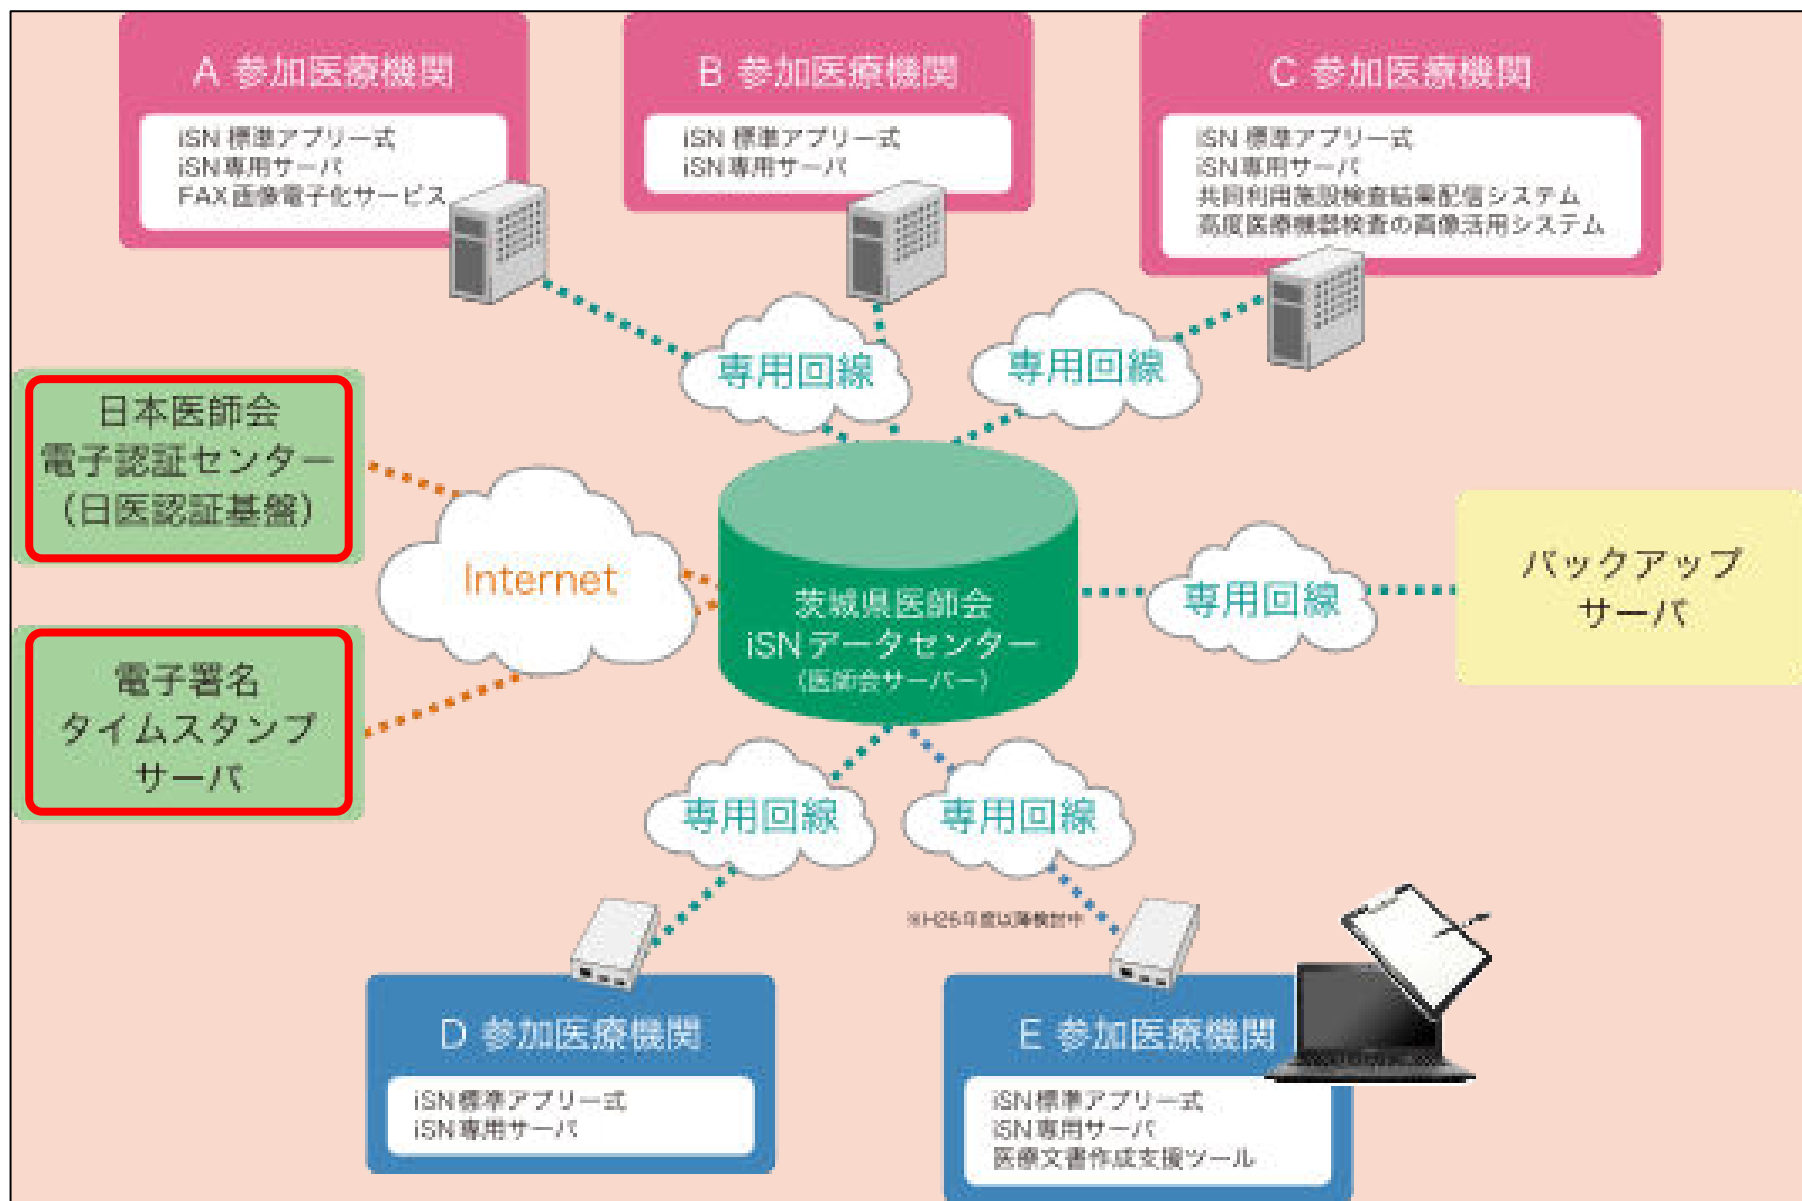 A 参加医療機関
iSN 標準アプリ一式
iSN専用サーバ
FAX画像電子化サービス
B 参加医療機関
iSN 標準アプリ一式
iSN専用サーバ
C 参加医療機関
iSN 標準アプリ一式
iSN専用サーバ
共同利用施設検査結果配信システム
高度医療機器検査の画像活用システム
専用回線
専用回線
日本医師会
電子認証センター
（日医認証基盤）
Internet
茨城県医師会
iSNデータセンター
（医師会サーバー）
専用回線
バックアップ
サーバ
電子署名
タイムスタンプ
サーバ
専用回線
専用回線
※H26年度以降検討中
D 参加医療機関
iSN標準アプリ一式
iSN専用サーバ
E 参加医療機関
iSN標準アプリ一式
iSN専用サーバ
医療文書作成支援ツール